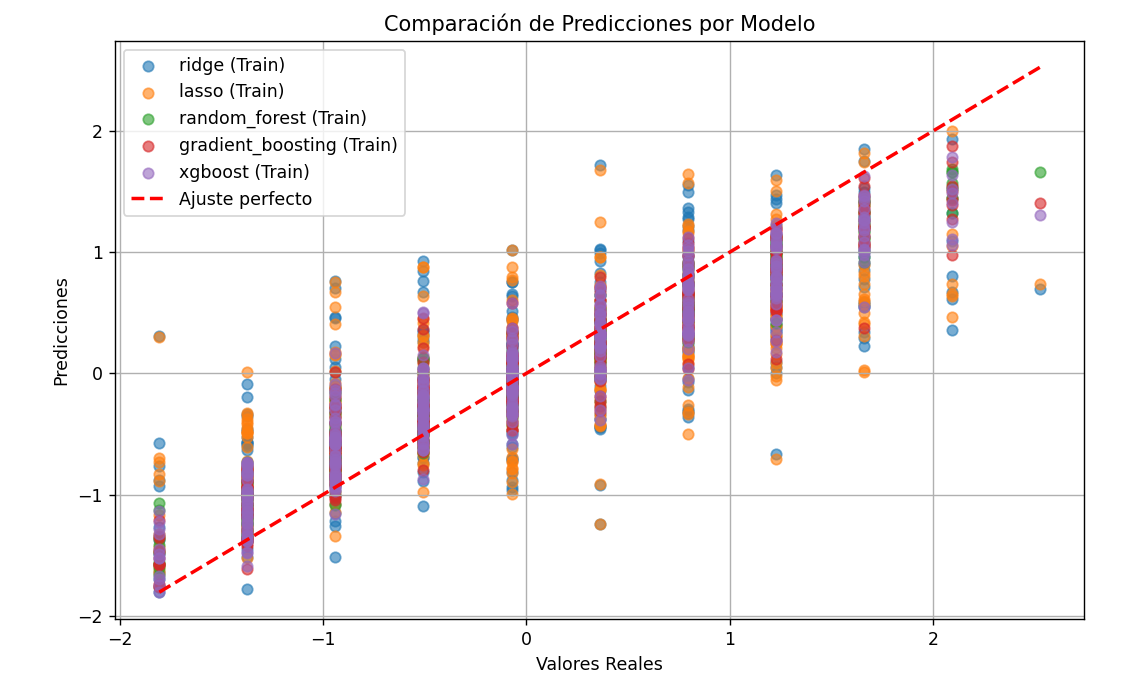 Comparación de Predicciones por Modelo
ridge (Train)
lasso (Train)
random_forest (Train)
gradient_boosting (Train)
xgboost (Train)
Ajuste perfecto
Predicciones
2
1
0
−1
−2
−2
−1
0
1
2
Valores Reales